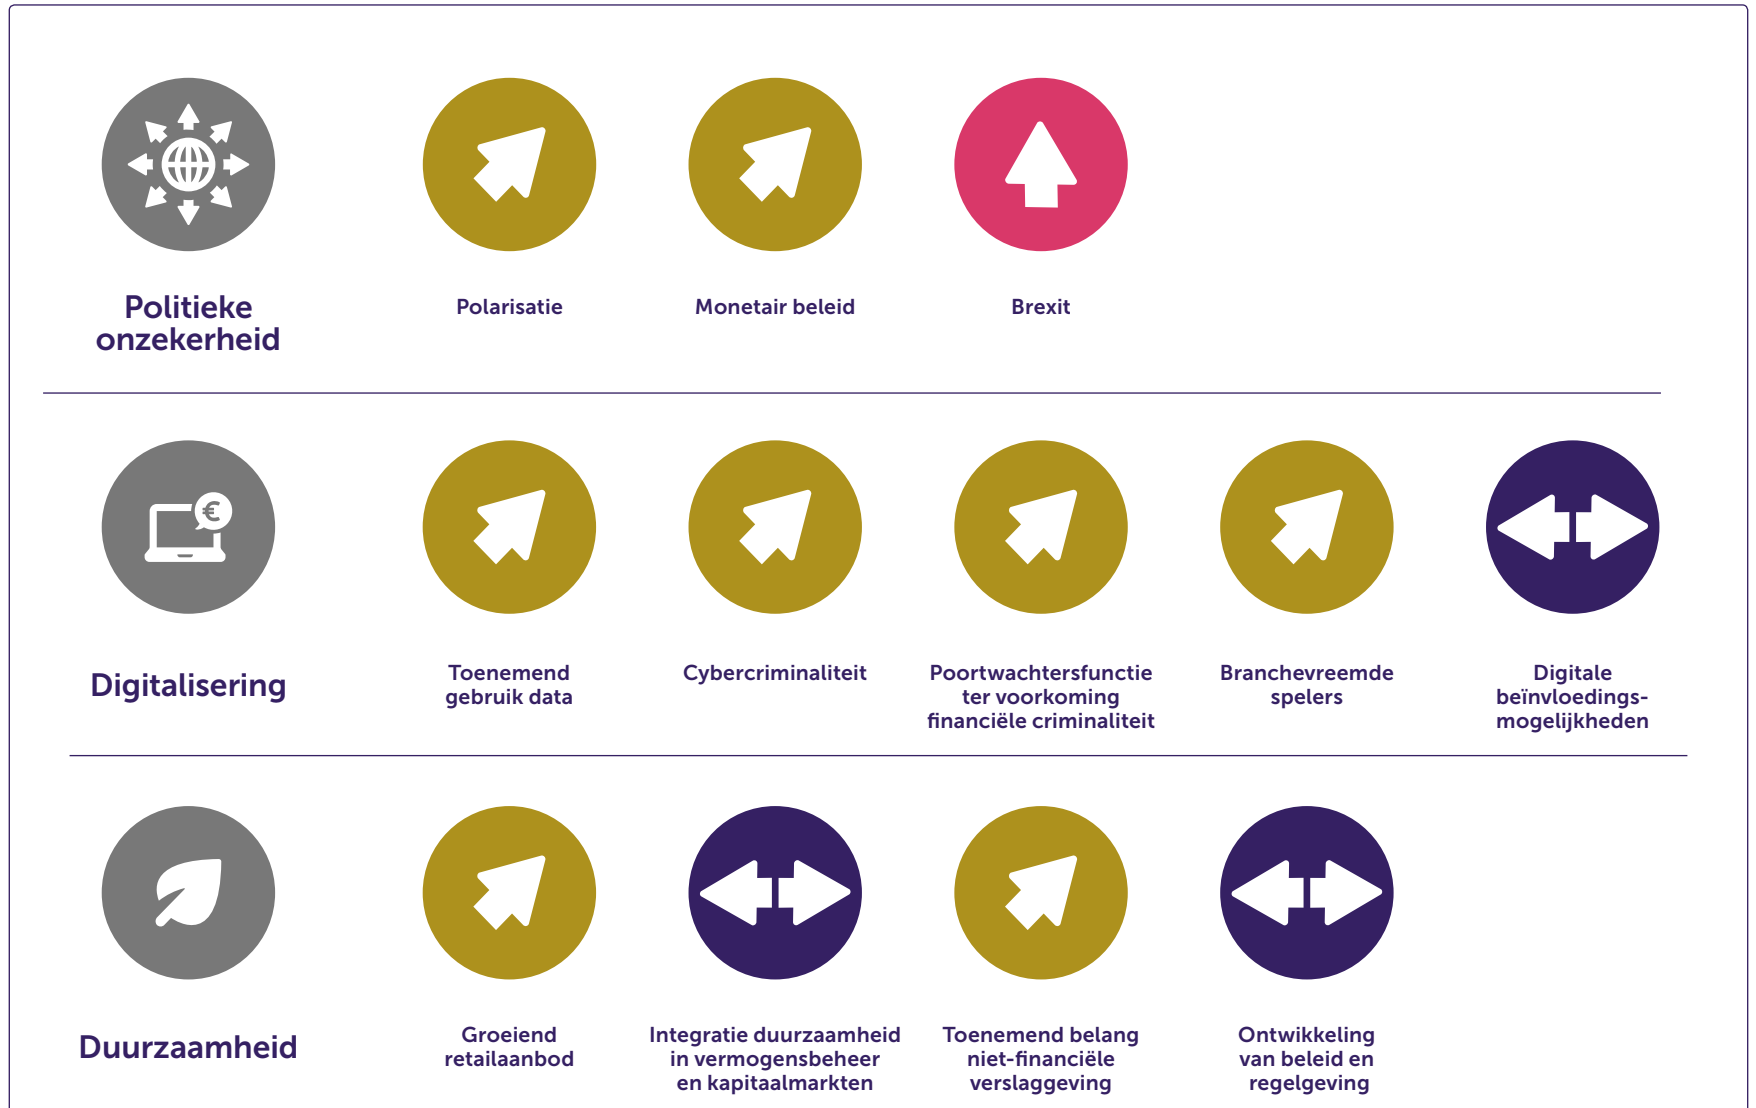 Politieke
onzekerheid
Polarisatie
Monetair beleid
Brexit
€
Digitalisering
Toenemend
gebruik data
Cybercriminaliteit
Poortwachtersfunctie
ter voorkoming
financiële criminaliteit
Branchevreemde
spelers
Digitale
beïnvloedings-
mogelijkheden
Duurzaamheid
Groeiend
retailaanbod
Integratie duurzaamheid
in vermogensbeheer
en kapitaalmarkten
Toenemend belang
niet-financiële
verslaggeving
Ontwikkeling
van beleid en
regelgeving